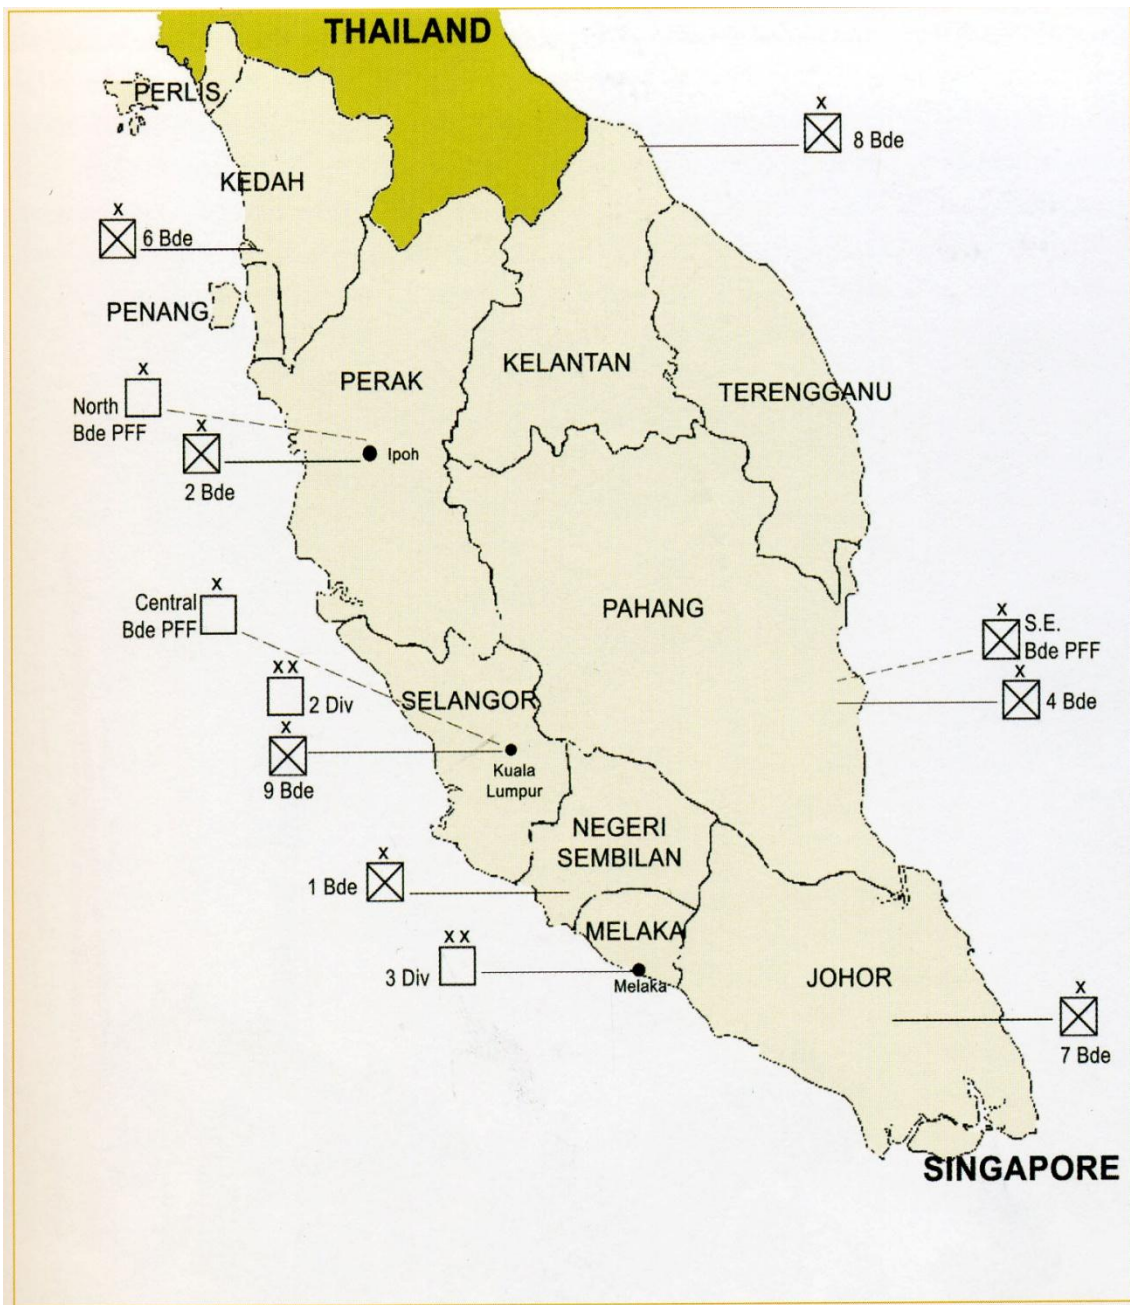 THAILAND
PERLIS
x
8 Bde
KEDAH
x
6 Bde
PENANG
KELANTAN
PERAK
TERENGGANU
x
North
Bde PFF
x
2 Bde
Ipoh
x
Central
Bde PFF
PAHANG
x
S.E.
Bde PFF
x x
2 Div
SELANGOR
x
4 Bde
x
9 Bde
Kuala
Lumpur
NEGERI
SEMBILAN
x
1 Bde
MELAKA
x x
3 Div
Melaka
JOHOR
x
7 Bde
SINGAPORE